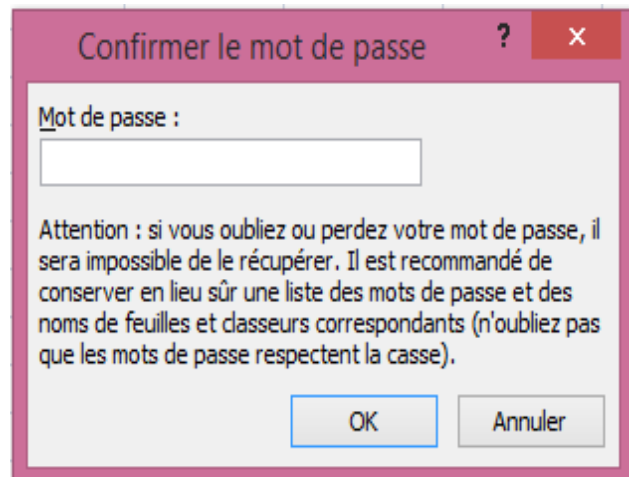 Confirmer le mot de passe ? x
Mot de passe :
Attention : si vous oubliez ou perdez votre mot de passe, il
sera impossible de le récupérer. Il est recommandé de
conserver en lieu sûr une liste des mots de passe et des
noms de feuilles et classeurs correspondants (n'oubliez pas
que les mots de passe respectent la casse).
OK Annuler